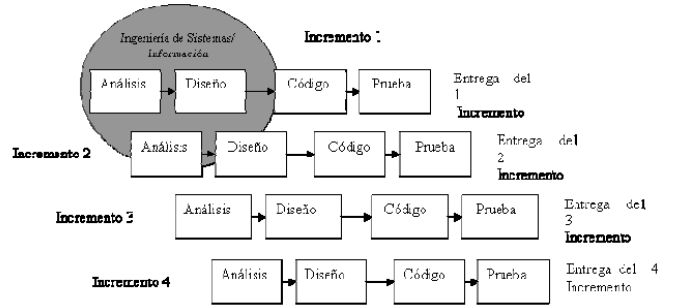 Ingeniería de Sistemas/
Información
Incremento 1
Análisis
Diseño
Código
Prueba
Entrega del
1
Incremento
Incremento 2
Análisis
Diseño
Código
Prueba
Entrega del
2
Incremento
Incremento 3
Análisis
Diseño
Código
Prueba
Entrega del
3
Incremento
Incremento 4
Análisis
Diseño
Código
Prueba
Entrega del 4
Incremento